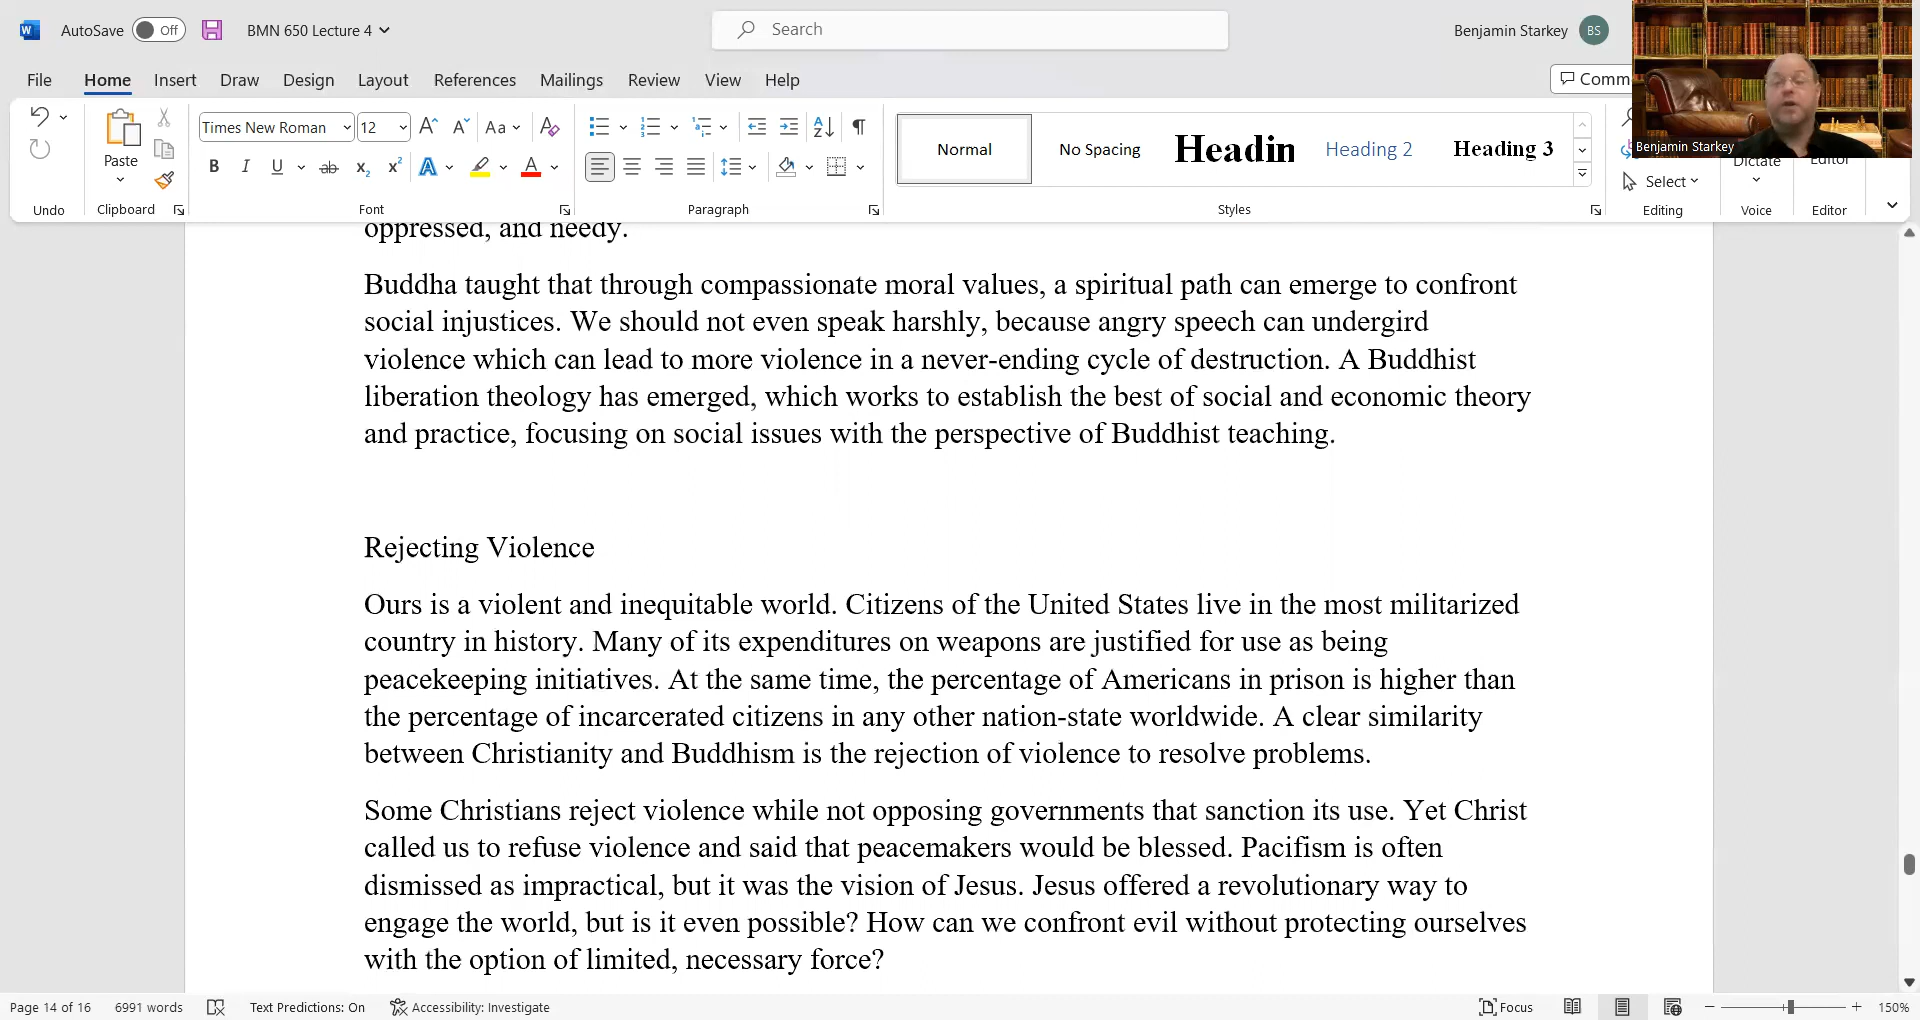 AutoSave Off BMN 650 Lecture 4 Search Benjamin Starkey BS
File Home Insert Draw Design Layout References Mailings Review View Help Comm
Times New Roman 12 Aa
Paste
B I U ab x2 x2 A A
Normal No Spacing Headin Heading 2 Heading 3
Select Dictate Editor
Undo Clipboard Font Paragraph Styles Editing Voice Editor
Benjamin Starkey
oppressed, and needy.
Buddha taught that through compassionate moral values, a spiritual path can emerge to confront
social injustices. We should not even speak harshly, because angry speech can undergird
violence which can lead to more violence in a never-ending cycle of destruction. A Buddhist
liberation theology has emerged, which works to establish the best of social and economic theory
and practice, focusing on social issues with the perspective of Buddhist teaching.
Rejecting Violence
Ours is a violent and inequitable world. Citizens of the United States live in the most militarized
country in history. Many of its expenditures on weapons are justified for use as being
peacekeeping initiatives. At the same time, the percentage of Americans in prison is higher than
the percentage of incarcerated citizens in any other nation-state worldwide. A clear similarity
between Christianity and Buddhism is the rejection of violence to resolve problems.
Some Christians reject violence while not opposing governments that sanction its use. Yet Christ
called us to refuse violence and said that peacemakers would be blessed. Pacifism is often
dismissed as impractical, but it was the vision of Jesus. Jesus offered a revolutionary way to
engage the world, but is it even possible? How can we confront evil without protecting ourselves
with the option of limited, necessary force?
Page 14 of 16 6991 words Text Predictions: On Accessibility: Investigate Focus 150%